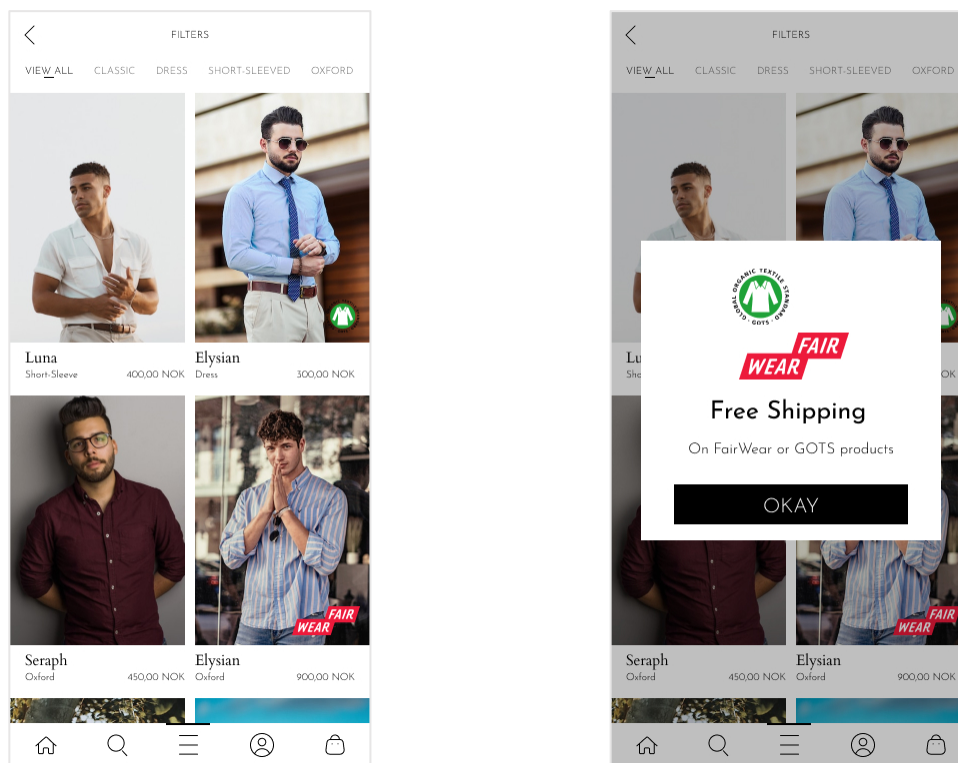 FILTERS
VIEW ALL CLASSIC DRESS SHORT-SLEEVED OXFORD
Luna Elysian
Short-Sleeve 400,00 NOK Dress 300,00 NOK
FAIR
WEAR
Seraph Elysian
Oxford 450,00 NOK Oxford 900,00 NOK
FILTERS
VIEW ALL CLASSIC DRESS SHORT-SLEEVED OXFORD
GLOBAL ORGANIC TEXTILE STANDARD · GOTS ·
FAIR
WEAR
Free Shipping
On FairWear or GOTS products
OKAY
Lu
Sho OK
FAIR
WEAR
Seraph Elysian
Oxford 450,00 NOK Oxford 900,00 NOK